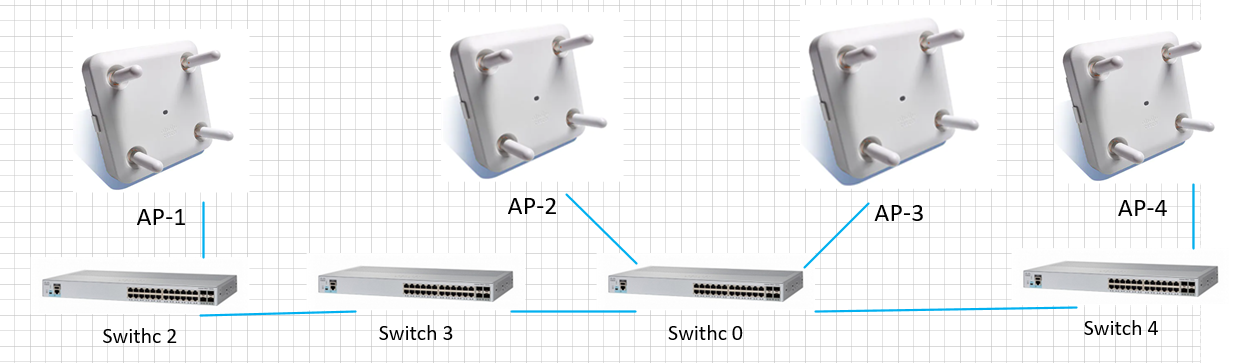 AP-1
AP-2
AP-3
AP-4
Swithc 2
Switch 3
Swithc 0
Switch 4